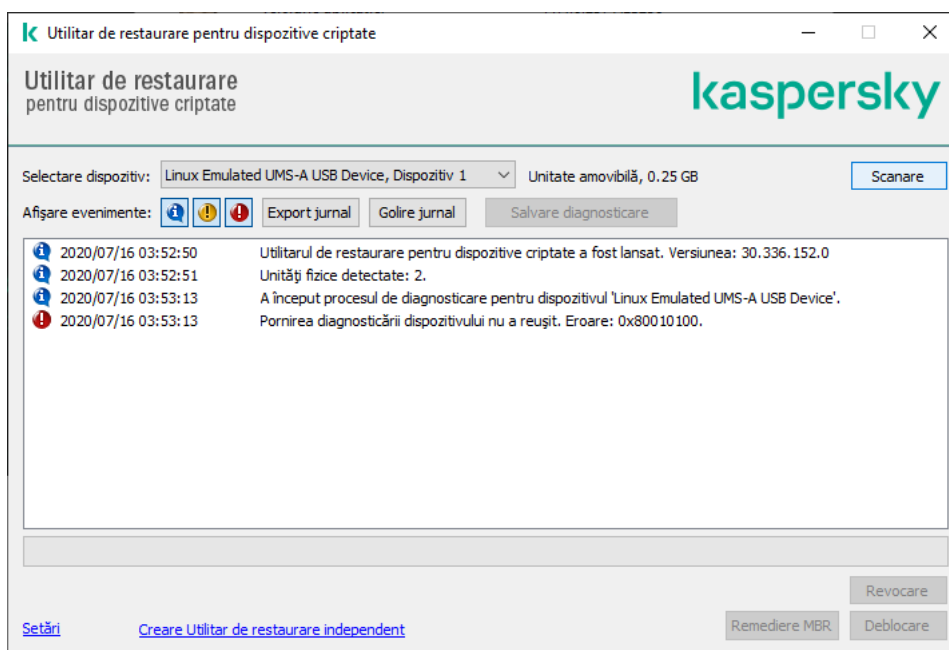 Utilitar de restaurare pentru dispozitive criptate
Utilitar de restaurare
pentru dispozitive criptate
kaspersky
Selectare dispozitiv: Linux Emulated UMS-A USB Device, Dispozitiv 1 Unitate amovibilă, 0.25 GB Scanare
Afișare evenimente: Export jurnal Golire jurnal Salvare diagnosticare
2020/07/16 03:52:50 Utilitarul de restaurare pentru dispozitive criptate a fost lansat. Versiunea: 30.336.152.0
2020/07/16 03:52:51 Unități fizice detectate: 2.
2020/07/16 03:53:13 A început procesul de diagnosticare pentru dispozitivul 'Linux Emulated UMS-A USB Device'.
2020/07/16 03:53:13 Pornirea diagnosticării dispozitivului nu a reușit. Eroare: 0x80010100.
Revocare
Setări Creare Utilitar de restaurare independent Remediere MBR Deblocare